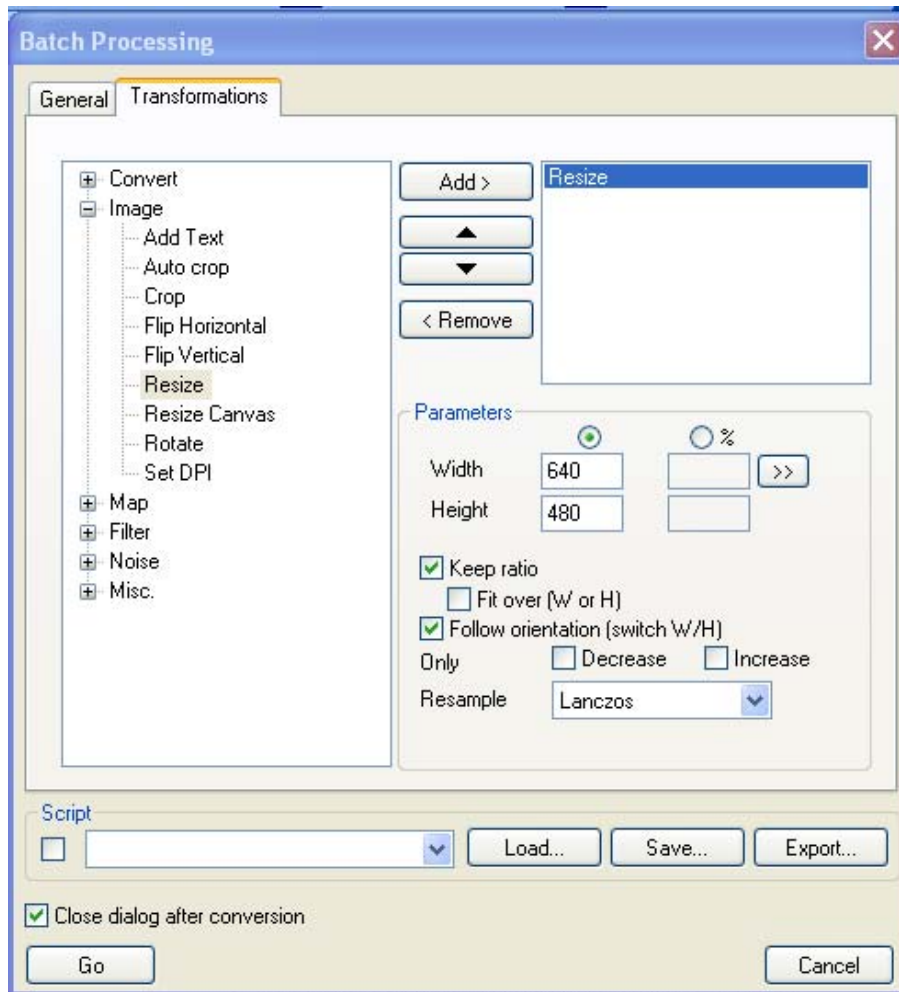 Batch Processing
General Transformations
Convert
Image
Add Text
Auto crop
Crop
Flip Horizontal
Flip Vertical
Resize
Resize Canvas
Rotate
Set DPI
Map
Filter
Noise
Misc.
Add >
< Remove
Resize
Parameters
%
Width 640 >>
Height 480
Keep ratio
Fit over (W or H)
Follow orientation (switch W/H)
Only Decrease Increase
Resample Lanczos
Script
Load... Save... Export...
Close dialog after conversion
Go Cancel